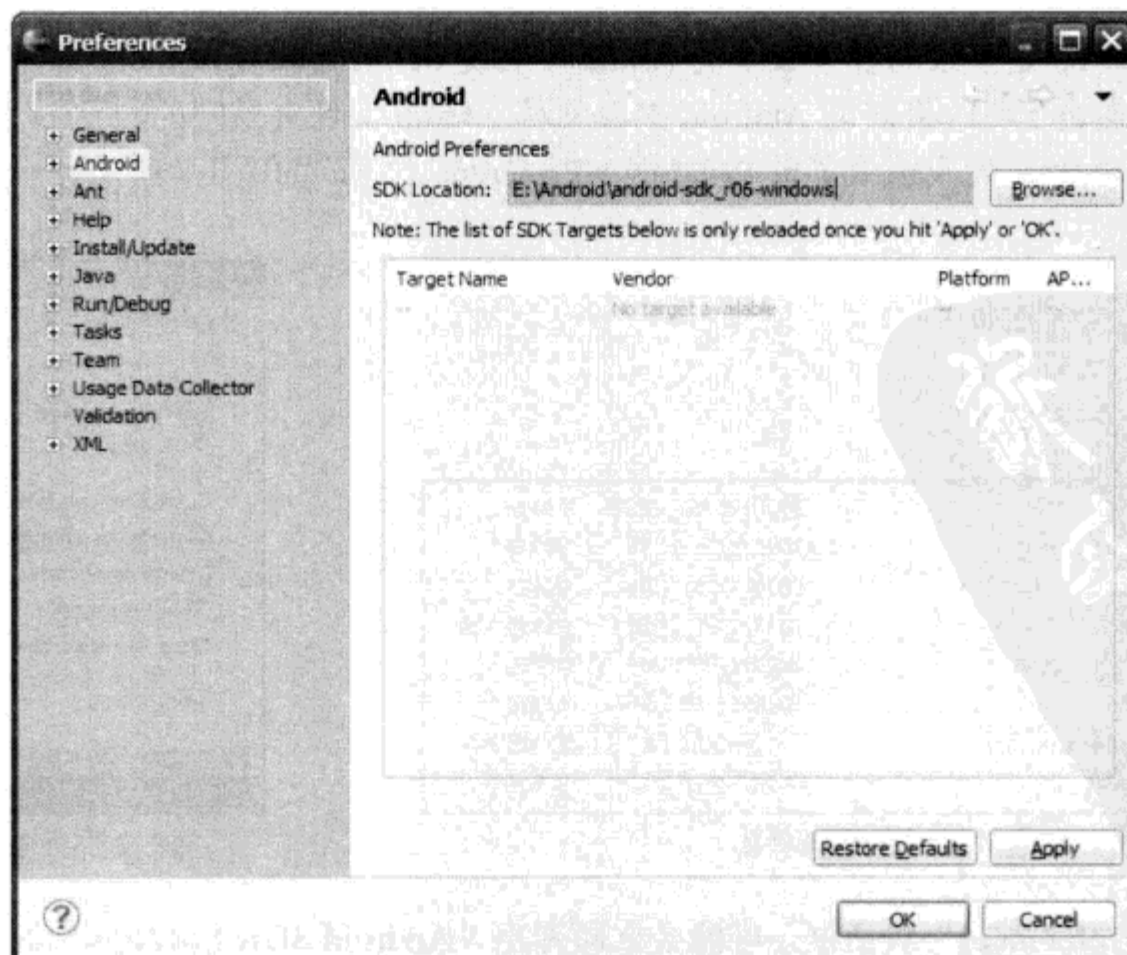 Preferences
General
Android
Ant
Help
Install/Update
Java
Run/Debug
Tasks
Team
Usage Data Collector
Validation
XML
Android
Android Preferences
SDK Location: E:\Android\android-sdk_r06-windows Browse...
Note: The list of SDK Targets below is only reloaded once you hit 'Apply' or 'OK'.
Target Name Vendor Platform AP...
-- No target available --
Restore Defaults Apply
? OK Cancel